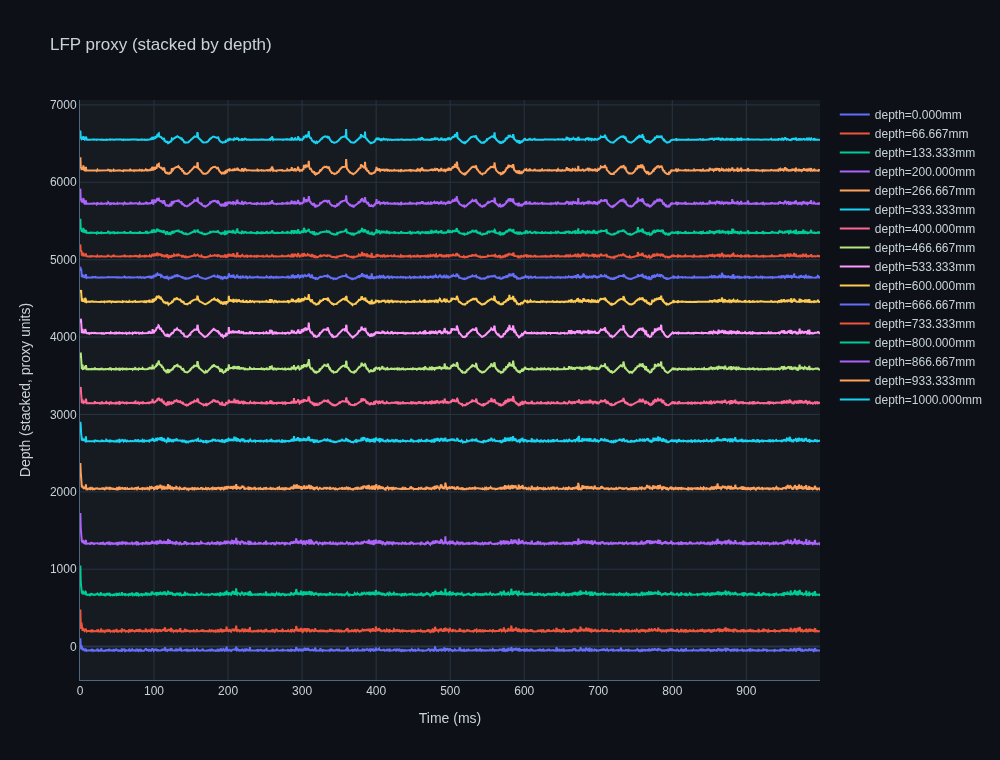 LFP proxy (stacked by depth)
7000
6000
5000
4000
3000
2000
1000
0
Depth (stacked, proxy units)
0 100 200 300 400 500 600 700 800 900
Time (ms)
depth=0.000mm
depth=66.667mm
depth=133.333mm
depth=200.000mm
depth=266.667mm
depth=333.333mm
depth=400.000mm
depth=466.667mm
depth=533.333mm
depth=600.000mm
depth=666.667mm
depth=733.333mm
depth=800.000mm
depth=866.667mm
depth=933.333mm
depth=1000.000mm